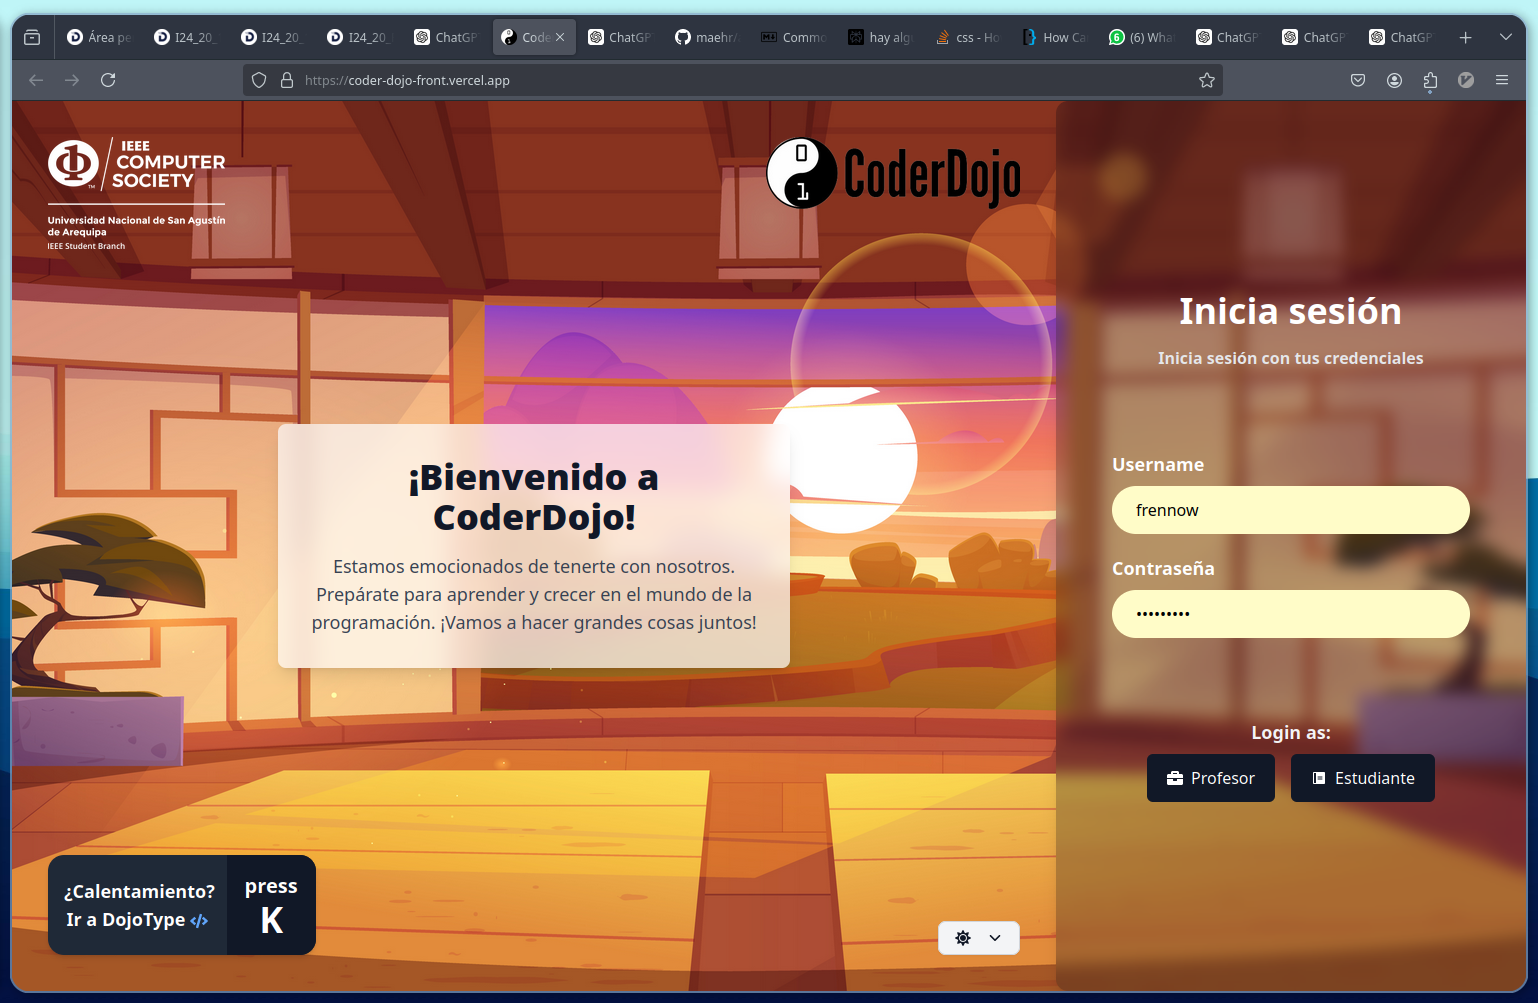 Área pe
I24_20_
I24_20_
I24_20_
ChatGP
Code
ChatGP
maehr/
Commo
hay alg
css - Ho
How Ca
(6) Wha
ChatGP
ChatGP
ChatGP
https://coder-dojo-front.vercel.app
IEEE
COMPUTER
SOCIETY
TM
Universidad Nacional de San Agustín
de Arequipa
IEEE Student Branch
0
1
CoderDojo
¡Bienvenido a
CoderDojo!
Estamos emocionados de tenerte con nosotros.
Prepárate para aprender y crecer en el mundo de la
programación. ¡Vamos a hacer grandes cosas juntos!
¿Calentamiento?
Ir a DojoType </>
press
K
Inicia sesión
Inicia sesión con tus credenciales
Username
frennow
Contraseña
•••••••••
Login as:
Profesor
Estudiante